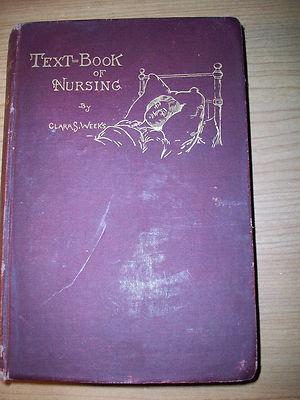 TEXT-BOOK
OF
NURSING
By
CLARA S. WEEKS